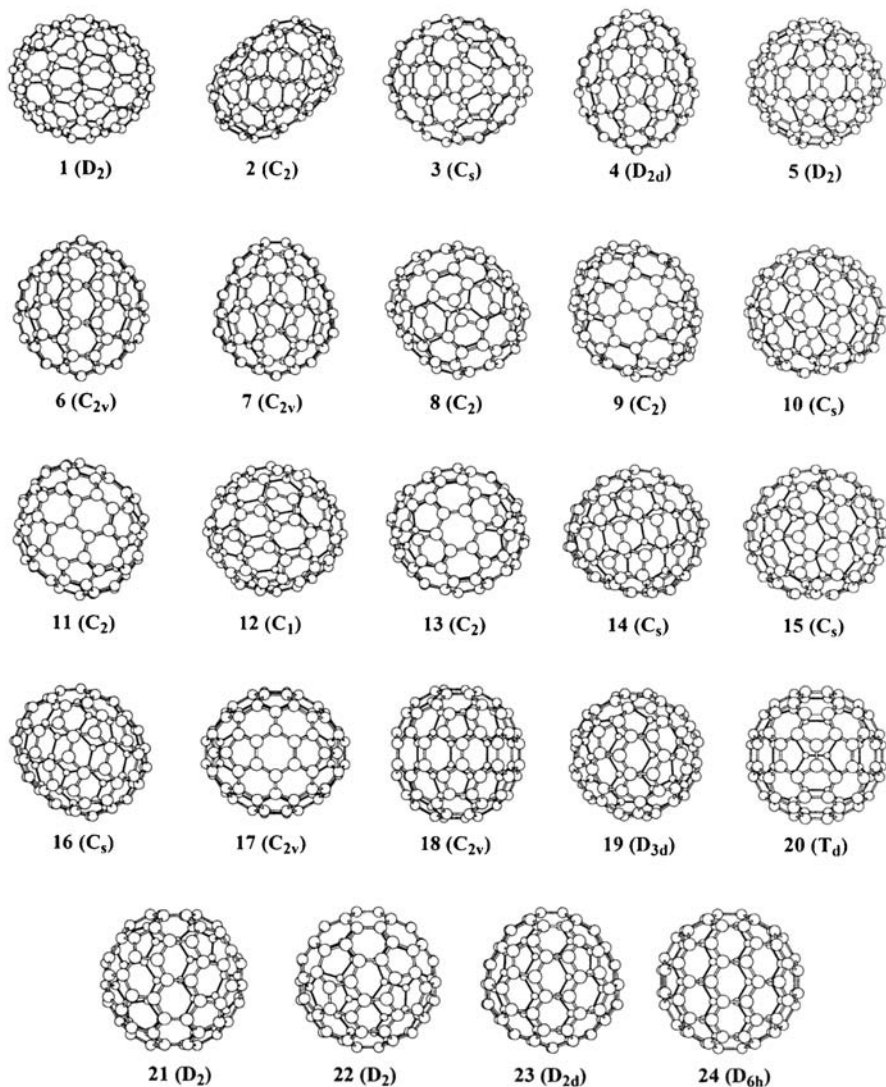 1 (D2)
2 (C2)
3 (Cs)
4 (D2d)
5 (D2)
6 (C2v)
7 (C2v)
8 (C2)
9 (C2)
10 (Cs)
11 (C2)
12 (C1)
13 (C2)
14 (Cs)
15 (Cs)
16 (Cs)
17 (C2v)
18 (C2v)
19 (D3d)
20 (Td)
21 (D2)
22 (D2)
23 (D2d)
24 (D6h)